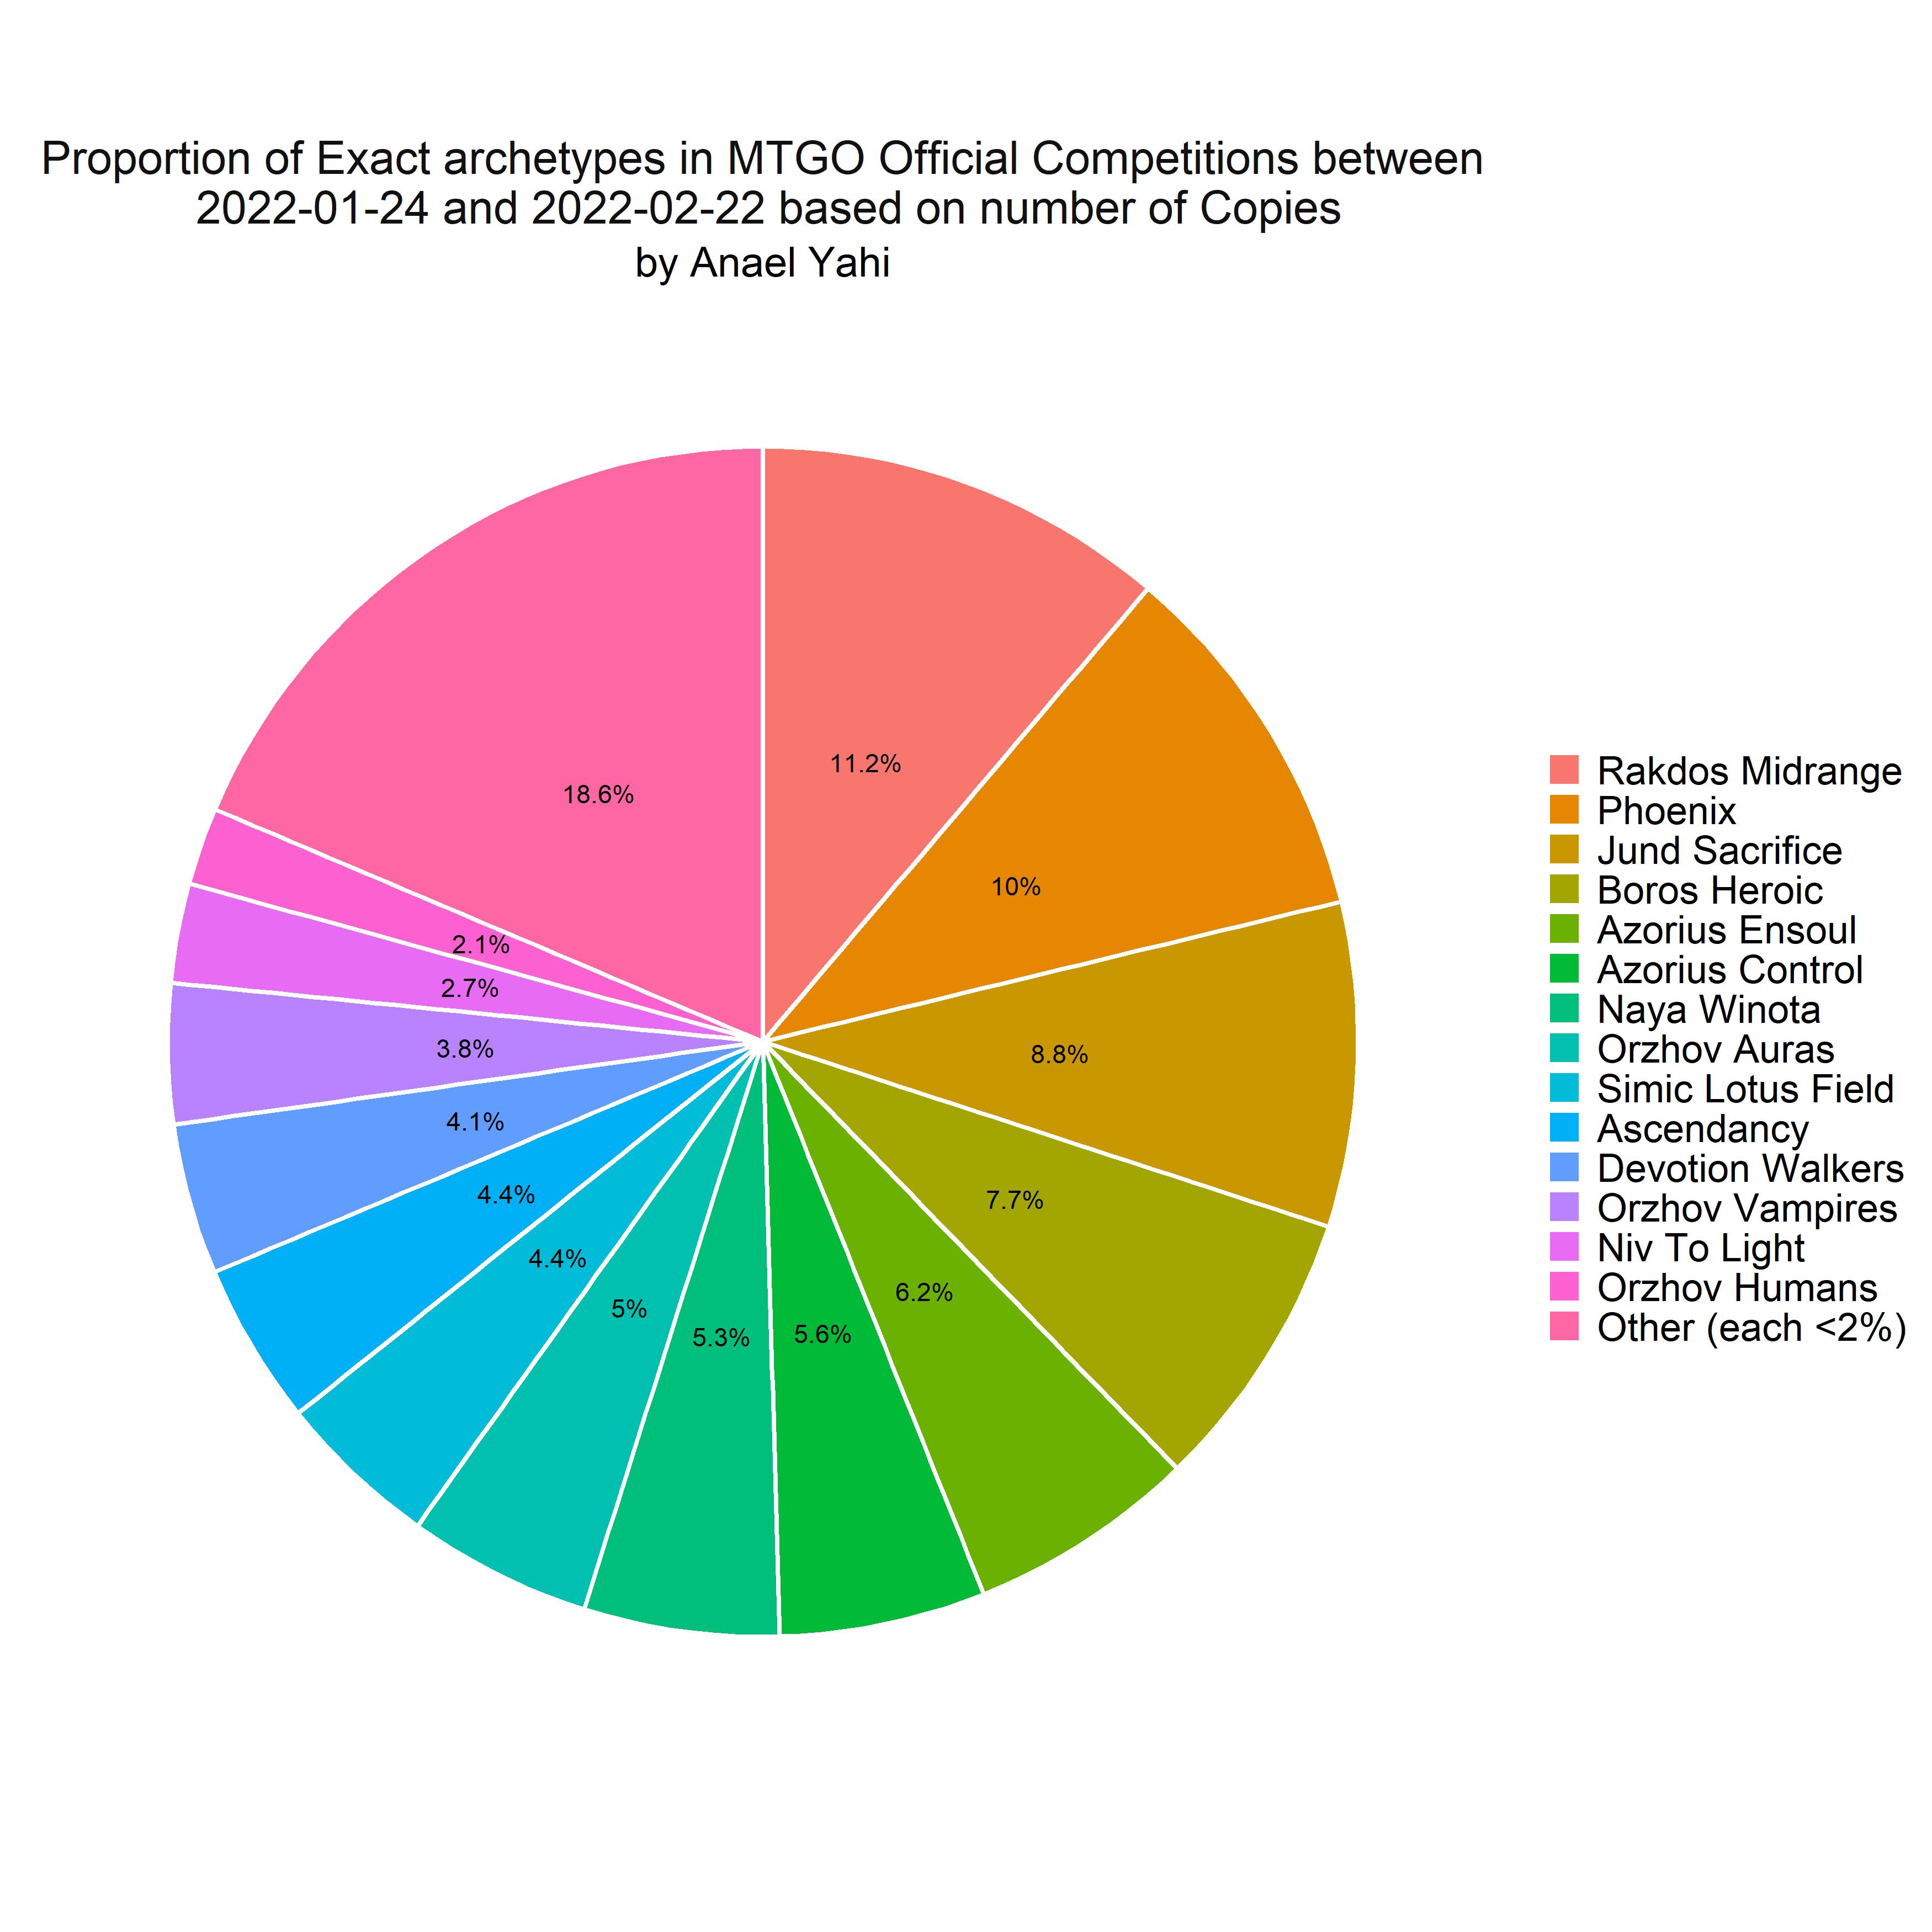 Proportion of Exact archetypes in MTGO Official Competitions between
2022-01-24 and 2022-02-22 based on number of Copies
by Anael Yahi
11.2%
18.6%
10%
2.1%
2.7%
3.8%
8.8%
4.1%
4.4%
7.7%
4.4%
6.2%
5%
5.3%
5.6%
Rakdos Midrange
Phoenix
Jund Sacrifice
Boros Heroic
Azorius Ensoul
Azorius Control
Naya Winota
Orzhov Auras
Simic Lotus Field
Ascendancy
Devotion Walkers
Orzhov Vampires
Niv To Light
Orzhov Humans
Other (each <2%)